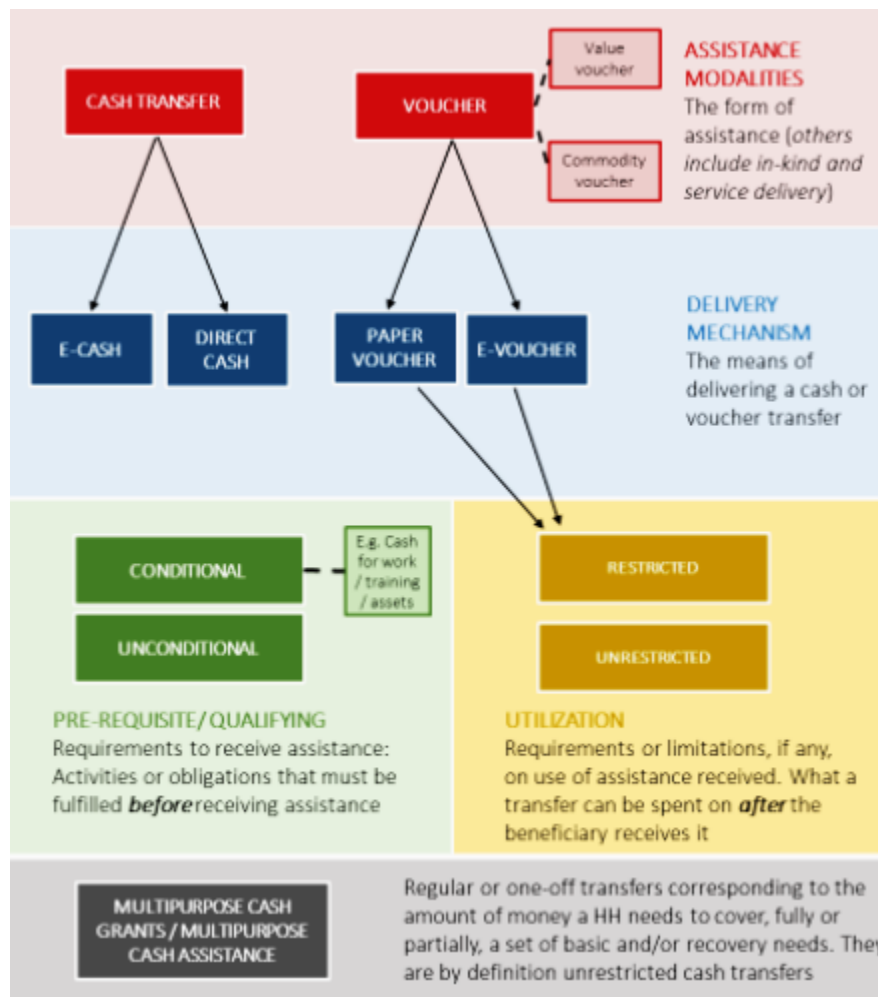 CASH TRANSFER
VOUCHER
Value
voucher
Commodity
voucher
ASSISTANCE
MODALITIES
The form of
assistance (others
include in-kind and
service delivery)
E-CASH
DIRECT
CASH
PAPER
VOUCHER
E-VOUCHER
DELIVERY
MECHANISM
The means of
delivering a cash or
voucher transfer
CONDITIONAL
E.g. Cash
for work
/ training
/ assets
UNCONDITIONAL
PRE-REQUISITE/QUALIFYING
Requirements to receive assistance:
Activities or obligations that must be
fulfilled before receiving assistance
RESTRICTED
UNRESTRICTED
UTILIZATION
Requirements or limitations, if any,
on use of assistance received. What a
transfer can be spent on after the
beneficiary receives it
MULTIPURPOSE CASH
GRANTS / MULTIPURPOSE
CASH ASSISTANCE
Regular or one-off transfers corresponding to the
amount of money a HH needs to cover, fully or
partially, a set of basic and/or recovery needs. They
are by definition unrestricted cash transfers